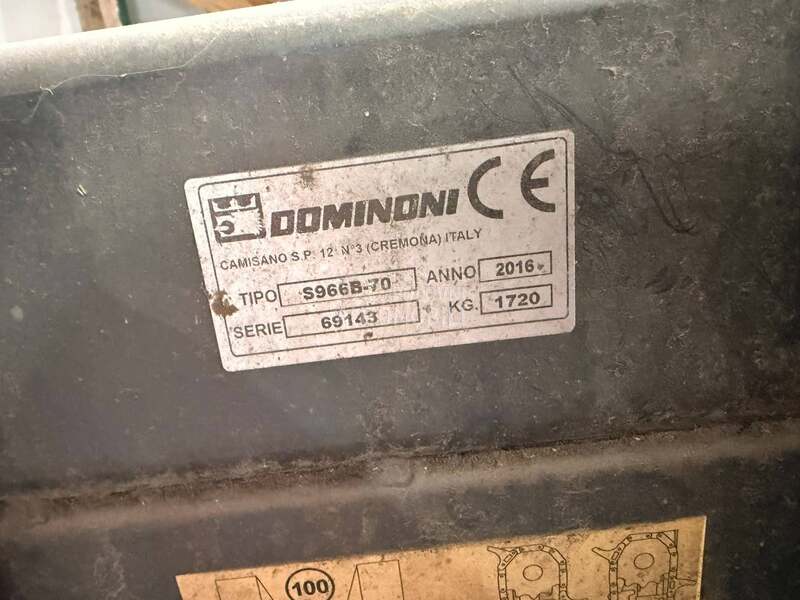 DOMINONI CE
CAMISANO S.P. 12 N°3 (CREMONA) ITALY
TIPO S966B-70 ANNO 2016
SERIE 69143 KG. 1720
100